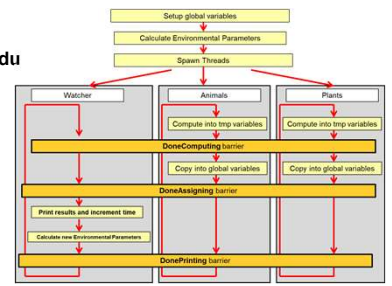 Setup global variables
Calculate Environmental Parameters
du
Spawn Threads
Watcher
Animals
Plants
Compute into tmp variables
Compute into tmp variables
DoneComputing barrier
Copy into global variables
Copy into global variables
DoneAssigning barrier
Print results and increment time
Calculate new Environmental Parameters
DonePrinting barrier